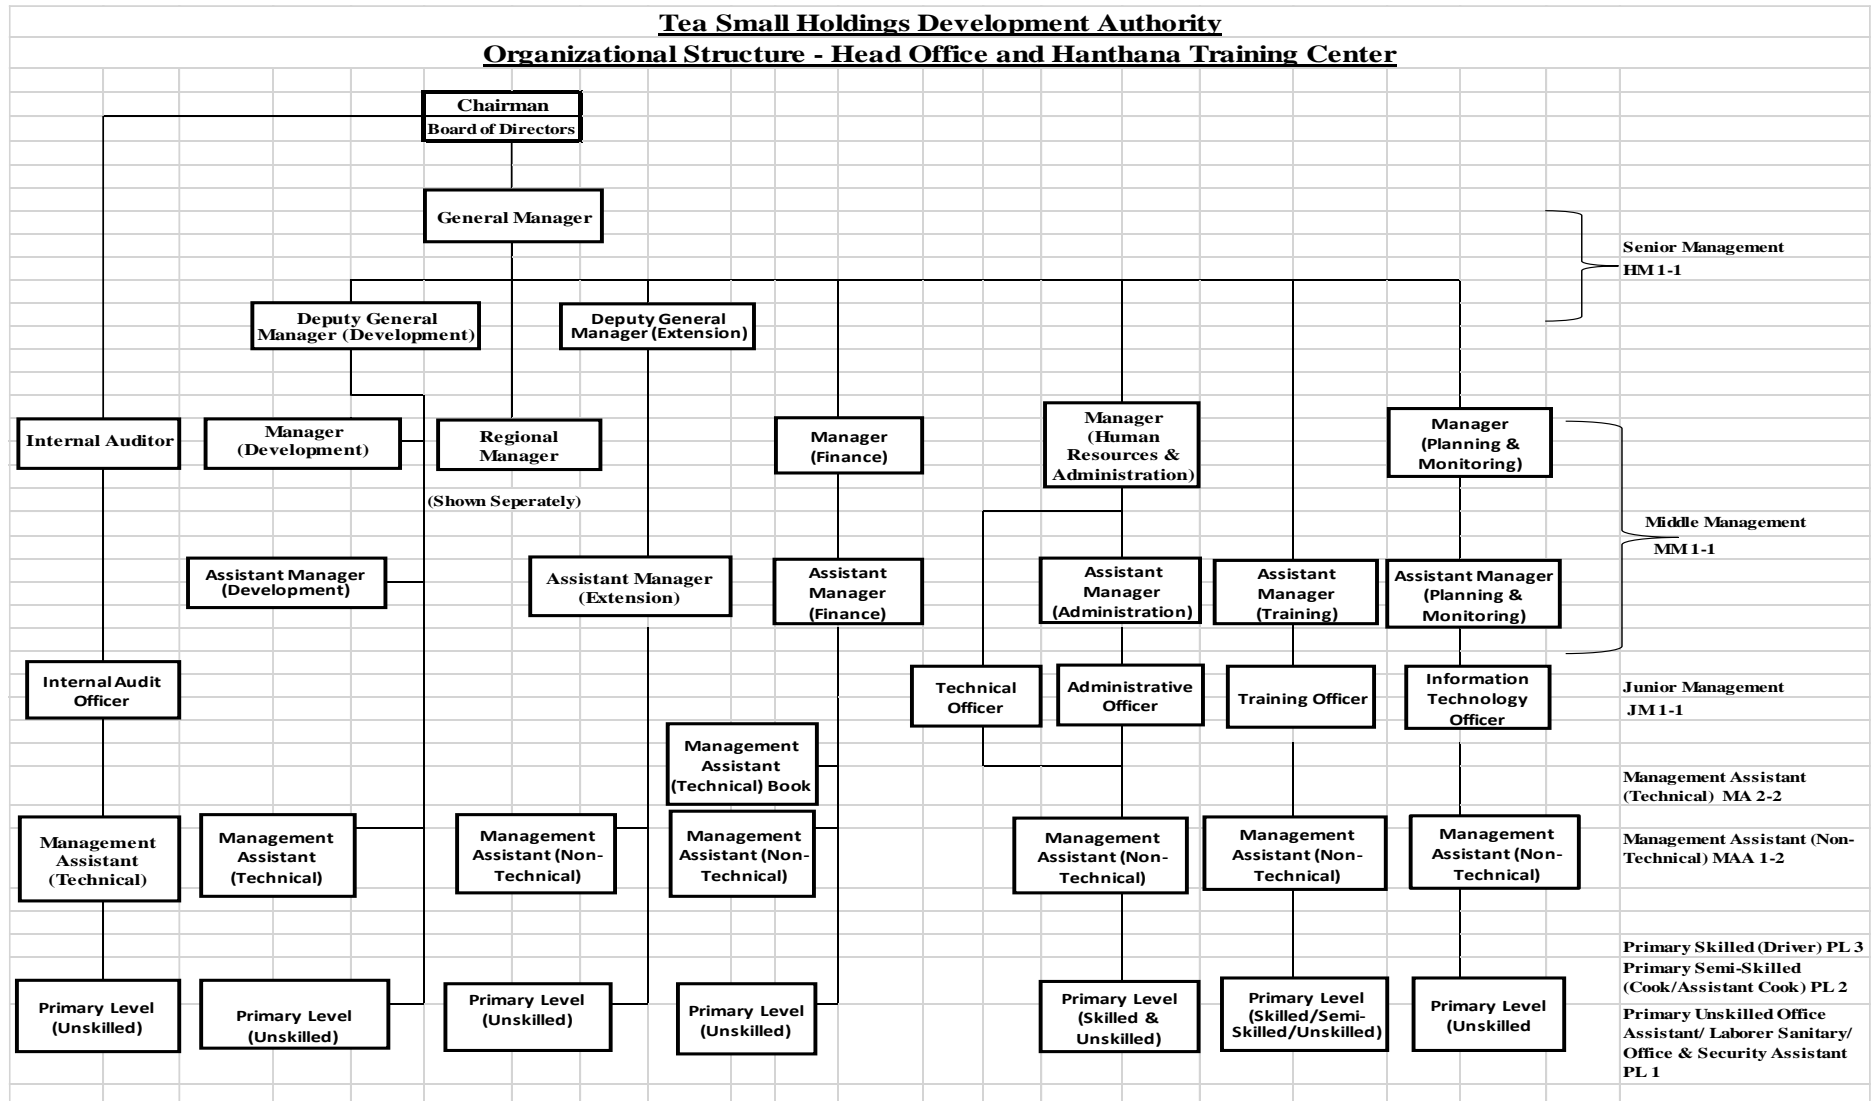 Tea Small Holdings Development Authority
Organizational Structure - Head Office and Hanthana Training Center
Chairman
Board of Directors
General Manager
Senior Management
HM 1-1
Deputy General
Manager (Development)
Deputy General
Manager (Extension)
Internal Auditor
Manager
(Development)
Regional
Manager
(Shown Seperately)
Manager
(Finance)
Manager
(Human
Resources &
Administration)
Manager
(Planning &
Monitoring)
Middle Management
MM 1-1
Assistant Manager
(Development)
Assistant Manager
(Extension)
Assistant
Manager
(Finance)
Assistant
Manager
(Administration)
Assistant
Manager
(Training)
Assistant Manager
(Planning &
Monitoring)
Internal Audit
Officer
Technical
Officer
Administrative
Officer
Training Officer
Information
Technology
Officer
Junior Management
JM 1-1
Management
Assistant
(Technical) Book
Management Assistant
(Technical) MA 2-2
Management
Assistant
(Technical)
Management
Assistant
(Technical)
Management
Assistant (Non-
Technical)
Management
Assistant (Non-
Technical)
Management
Assistant (Non-
Technical)
Management
Assistant (Non-
Technical)
Management
Assistant (Non-
Technical)
Management Assistant (Non-
Technical) MAA 1-2
Primary Level
(Unskilled)
Primary Level
(Unskilled)
Primary Level
(Unskilled)
Primary Level
(Unskilled)
Primary Level
(Skilled &
Unskilled)
Primary Level
(Skilled/Semi-
Skilled/Unskilled)
Primary Level
(Unskilled
Primary Skilled (Driver) PL 3
Primary Semi-Skilled
(Cook/Assistant Cook) PL 2
Primary Unskilled Office
Assistant/ Laborer Sanitary/
Office & Security Assistant
PL 1